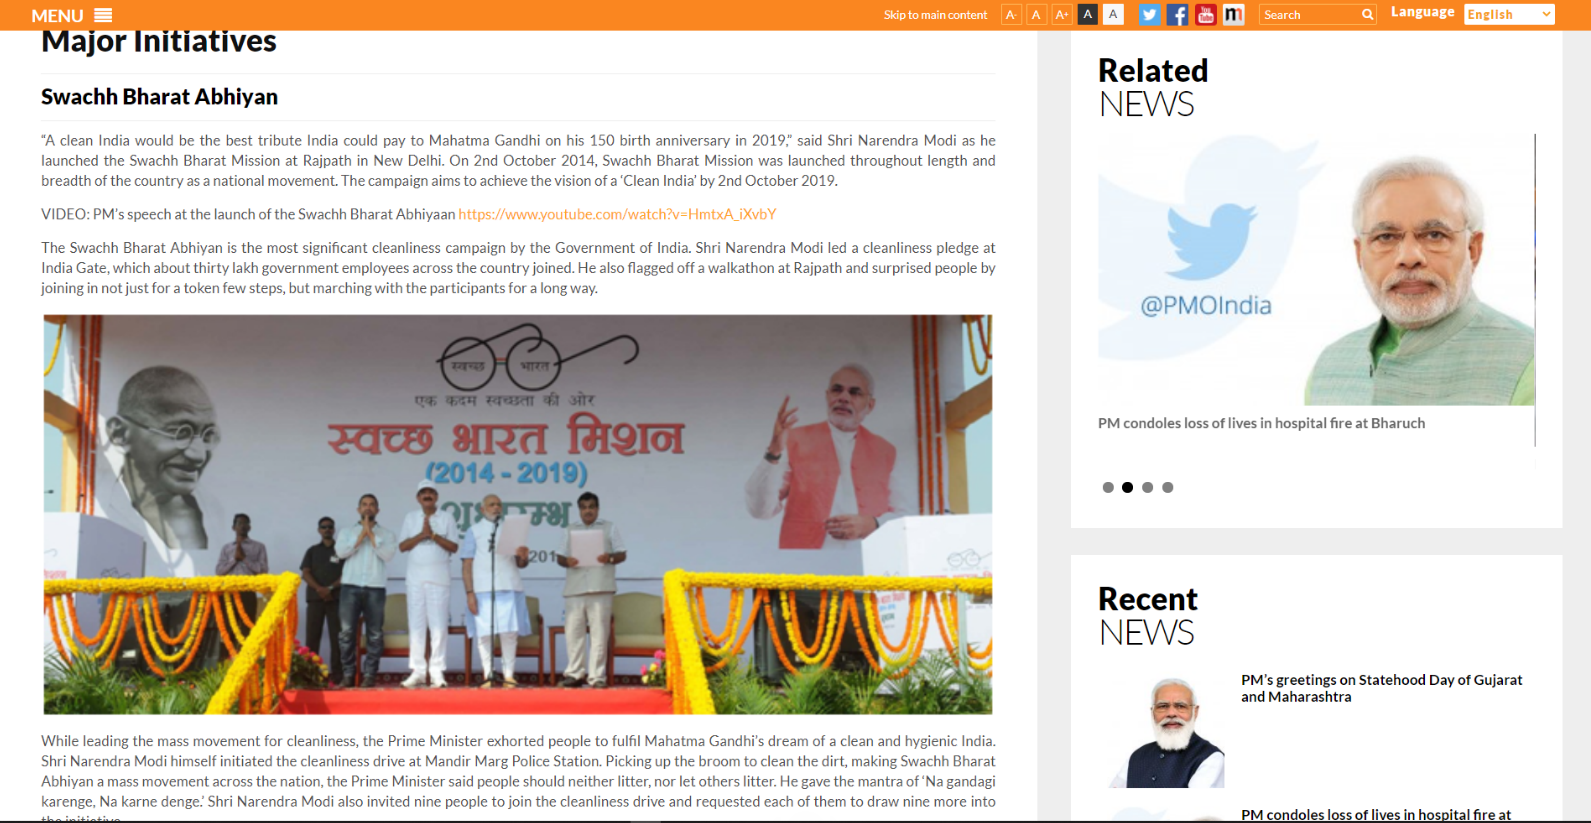 MENU
Skip to main content A- A A+ A A You Tube m Search Language English
Major Initiatives
Swachh Bharat Abhiyan
“A clean India would be the best tribute India could pay to Mahatma Gandhi on his 150 birth anniversary in 2019,” said Shri Narendra Modi as he
launched the Swachh Bharat Mission at Rajpath in New Delhi. On 2nd October 2014, Swachh Bharat Mission was launched throughout length and
breadth of the country as a national movement. The campaign aims to achieve the vision of a ‘Clean India’ by 2nd October 2019.
VIDEO: PM’s speech at the launch of the Swachh Bharat Abhiyaan https://www.youtube.com/watch?v=HmtxA_iXvbY
The Swachh Bharat Abhiyan is the most significant cleanliness campaign by the Government of India. Shri Narendra Modi led a cleanliness pledge at
India Gate, which about thirty lakh government employees across the country joined. He also flagged off a walkathon at Rajpath and surprised people by
joining in not just for a token few steps, but marching with the participants for a long way.
स्वच्छ भारत
एक कदम स्वच्छता की ओर
स्वच्छ भारत मिशन
(2014 - 2019)
While leading the mass movement for cleanliness, the Prime Minister exhorted people to fulfil Mahatma Gandhi’s dream of a clean and hygienic India.
Shri Narendra Modi himself initiated the cleanliness drive at Mandir Marg Police Station. Picking up the broom to clean the dirt, making Swachh Bharat
Abhiyan a mass movement across the nation, the Prime Minister said people should neither litter, nor let others litter. He gave the mantra of ‘Na gandagi
karenge, Na karne denge.’ Shri Narendra Modi also invited nine people to join the cleanliness drive and requested each of them to draw nine more into
the initiative.
Related
NEWS
@PMOIndia
PM condoles loss of lives in hospital fire at Bharuch
Recent
NEWS
PM’s greetings on Statehood Day of Gujarat
and Maharashtra
PM condoles loss of lives in hospital fire at